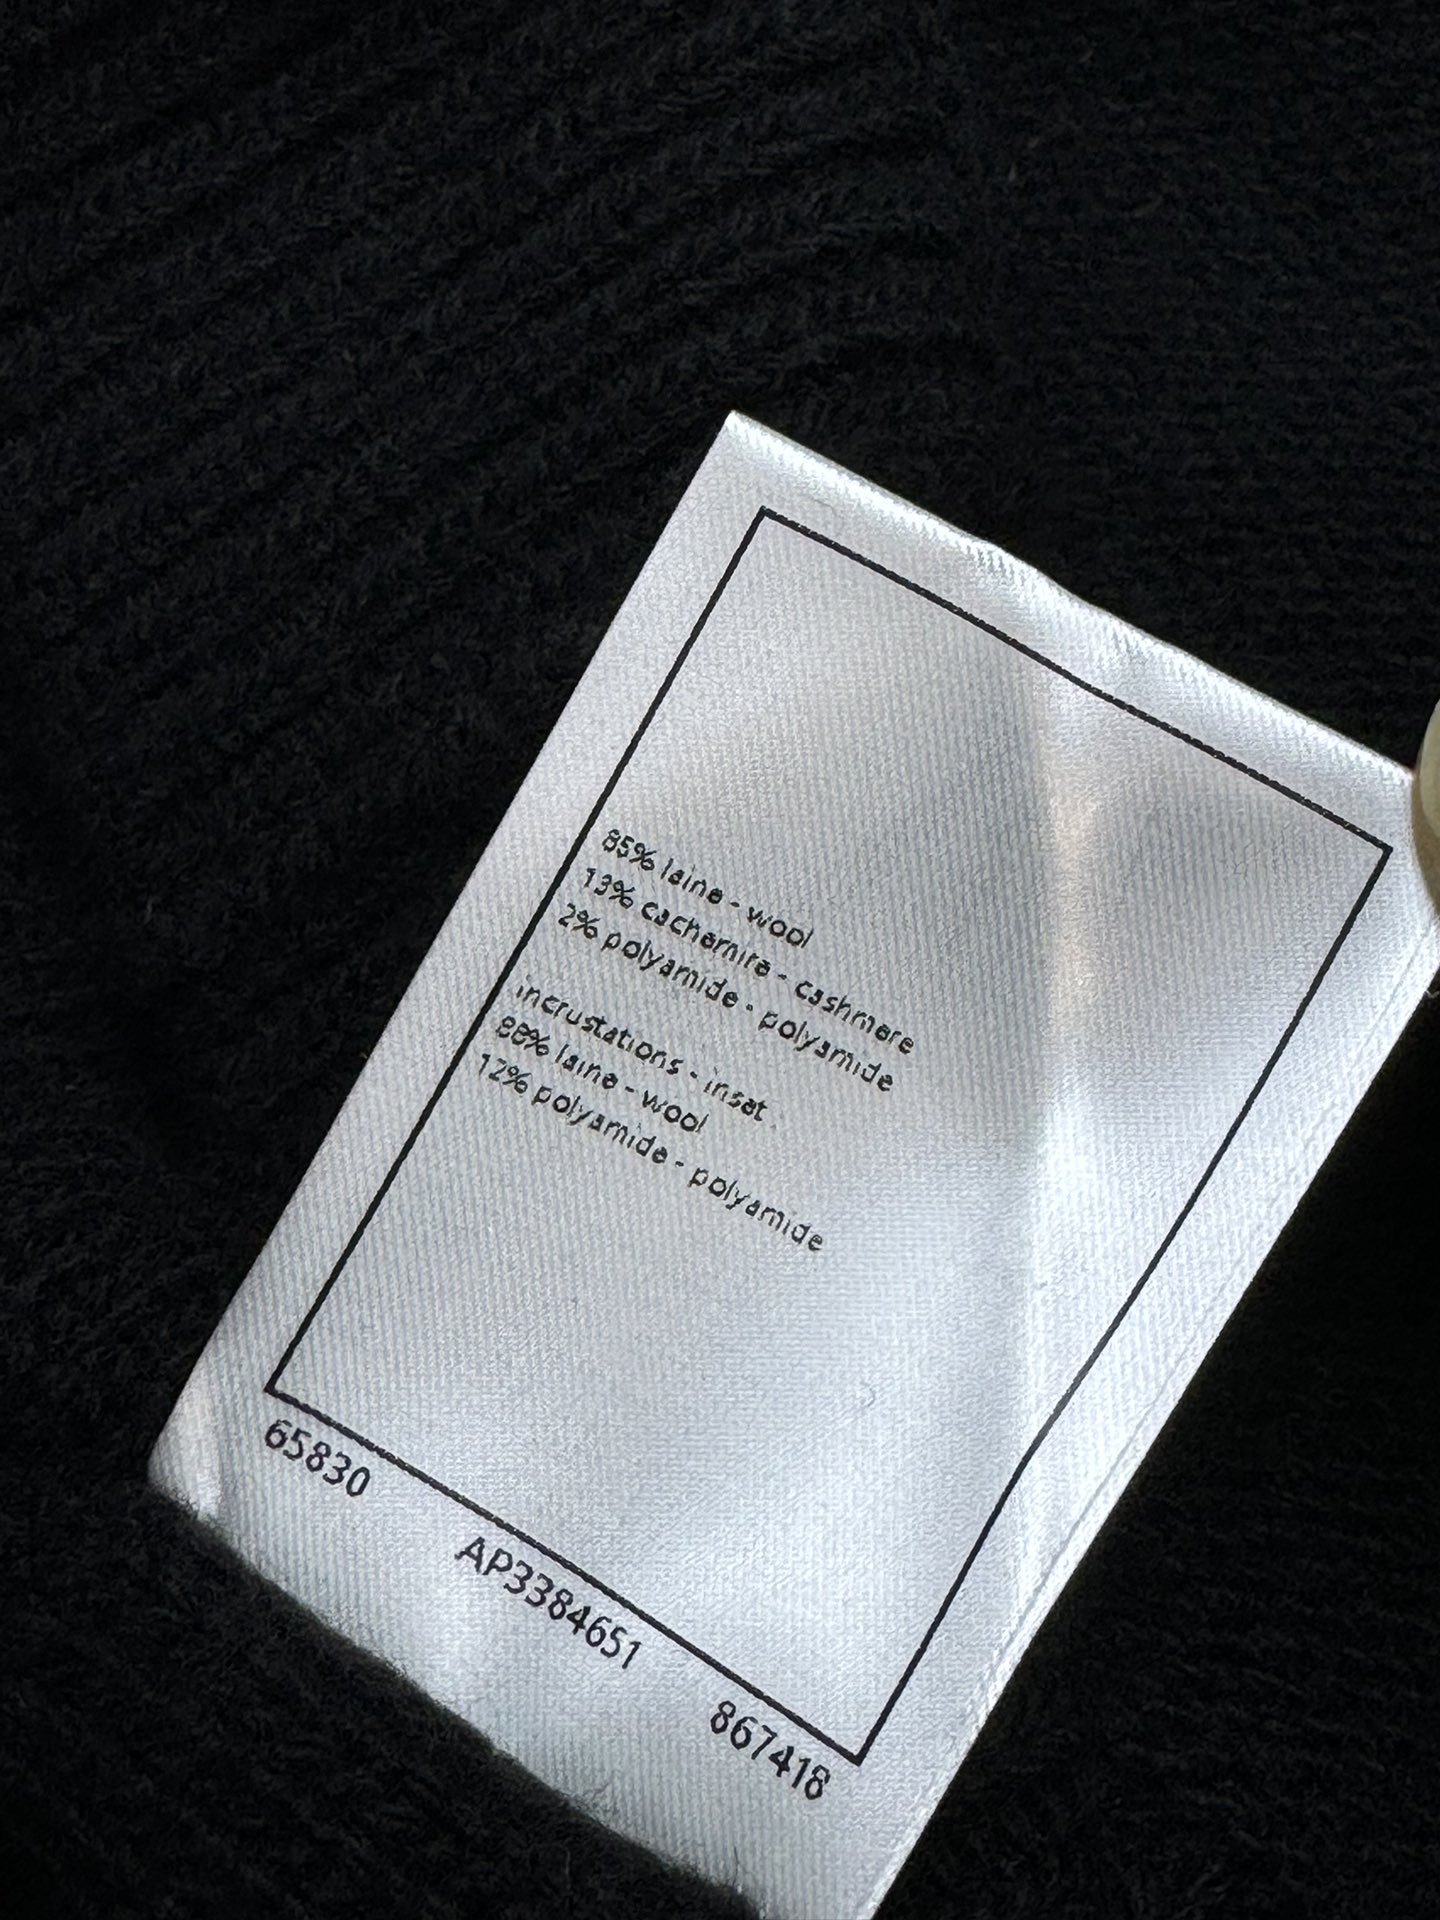 85% laine - wool
13% cachemire - cashmere
2% polyamide - polyamide
incrustations - inset
88% laine - wool
12% polyamide - polyamide
65830
AP3384651
867418